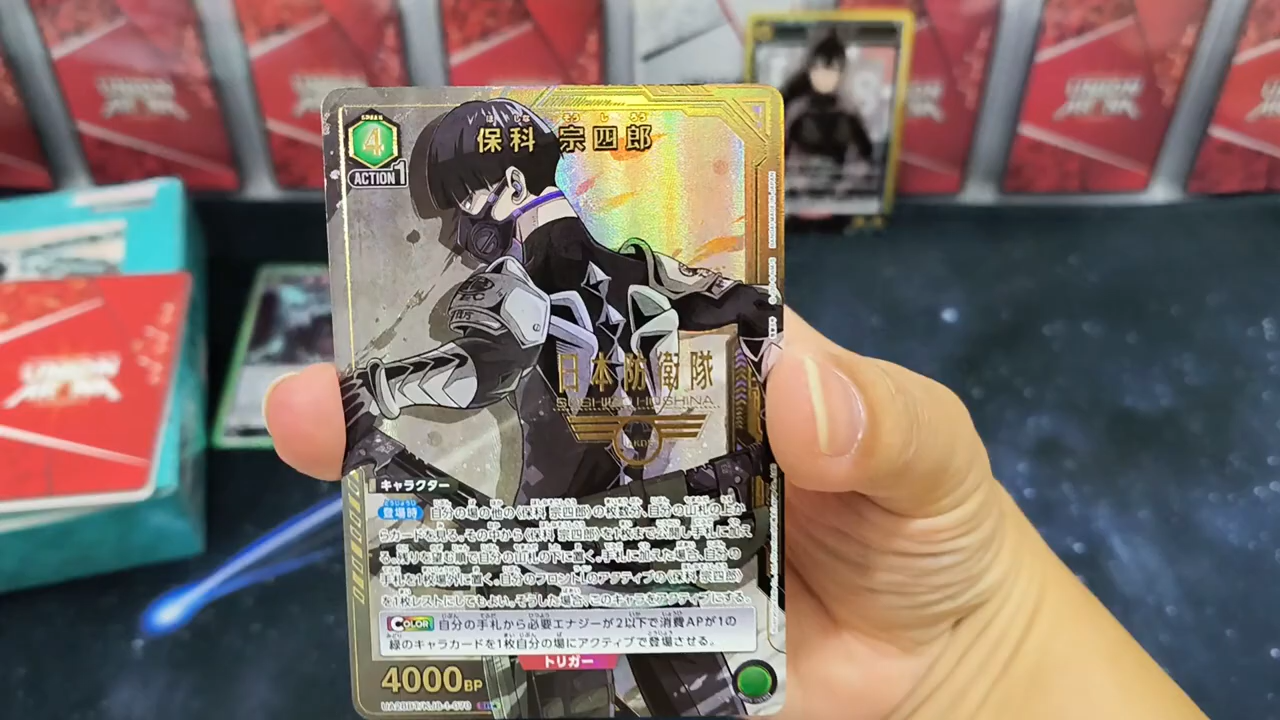 UNION ARENA
4
ACTION 1
保科 宗四郎
日本防衛隊
SOSHIRO HOSHINA
キャラクター
登場時 自分の場の他の〈保科 宗四郎〉の枚数分、自分の山札の上か
らカードを見る。その中から〈保科 宗四郎〉を1枚まで公開し手札に加え
る。残りを望む順で自分の山札の下に置く。手札に加えた場合、自分の
手札を1枚場外に置く。自分のフロントLのアクティブの〈保科 宗四郎〉
を1枚レストにしてもよい。そうした場合、このキャラをアクティブにする。
COLOR 自分の手札から必要エナジーが2以下で消費APが1の
緑のキャラカードを1枚自分の場にアクティブで登場させる。
トリガー
4000BP
UNION ARENA